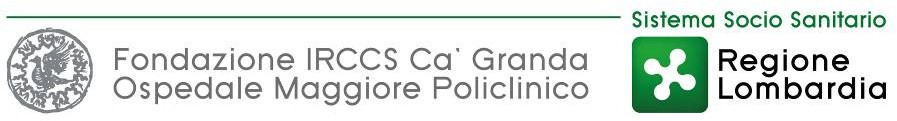 Sistema Socio Sanitario
Fondazione IRCCS Ca` Granda
Ospedale Maggiore Policlinico
Regione
Lombardia